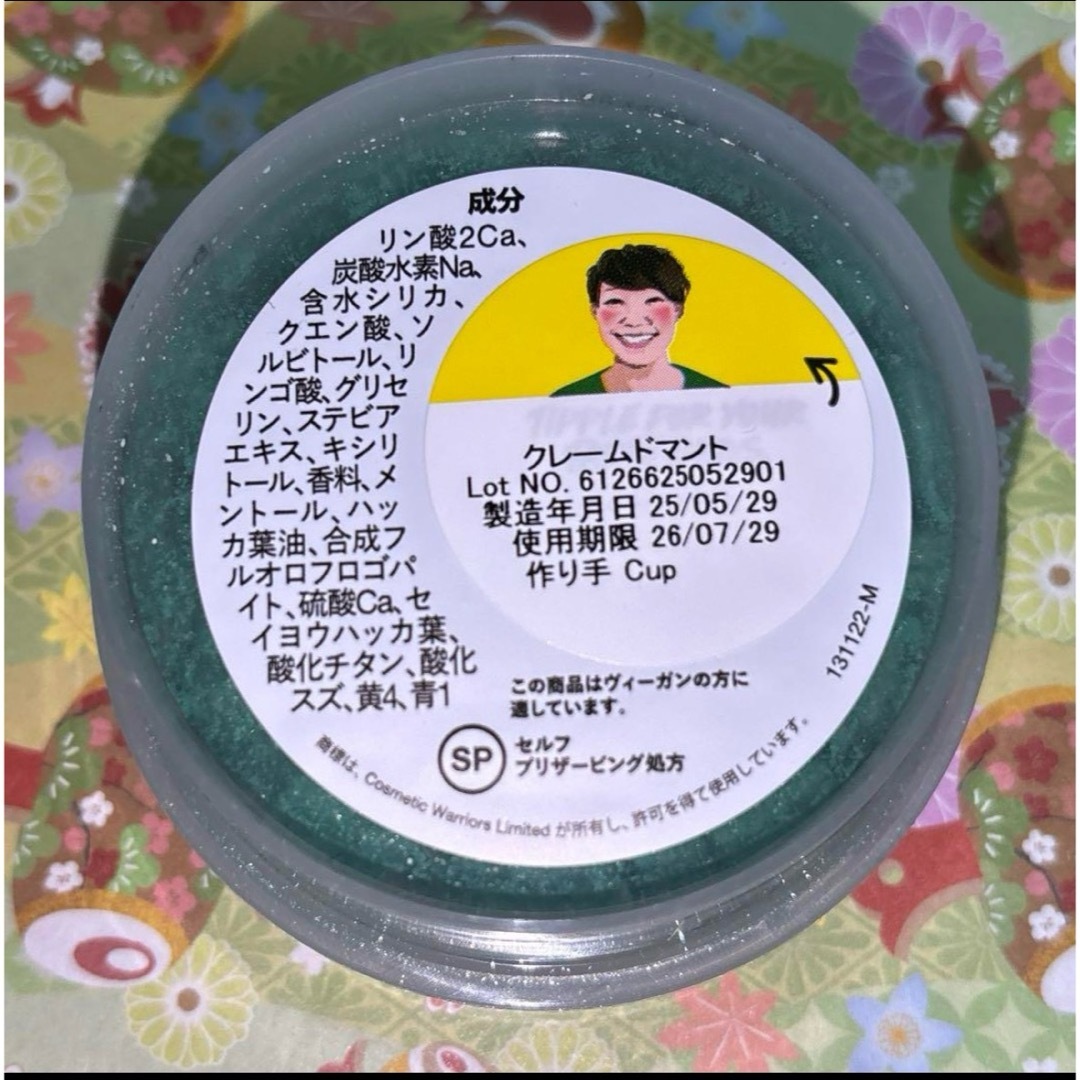 成分
リン酸2Ca、
炭酸水素Na、
含水シリカ、
クエン酸、ソ
ルビトール、リ
ンゴ酸、グリセ
リン、ステビア
エキス、キシリ
トール、香料、メ
ントール、ハッ
カ葉油、合成フ
ルオロフロゴパ
イト、硫酸Ca、セ
イヨウハッカ葉、
酸化チタン、酸化
スズ、黄4、青1
TIPPLE FOR YOUR
クレームドマント
Lot NO. 6126625052901
製造年月日 25/05/29
使用期限 26/07/29
作り手 Cup
131122-M
この商品はヴィーガンの方に
適しています。
SP
セルフ
プリザービング処方
商標は、Cosmetic Warriors Limited が所有し、許可を得て使用しています。